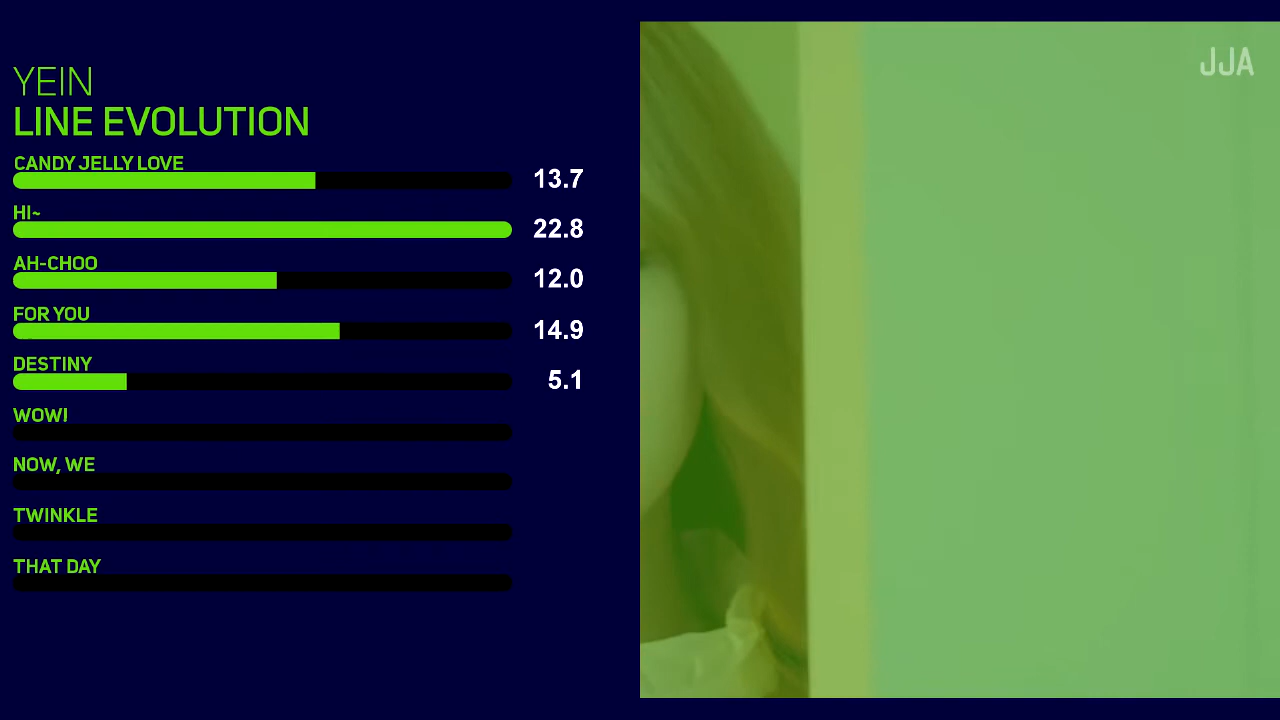 YEIN
LINE EVOLUTION
CANDY JELLY LOVE
13.7
HI~
22.8
AH-CHOO
12.0
FOR YOU
14.9
DESTINY
5.1
WOW!
NOW, WE
TWINKLE
THAT DAY
JJA